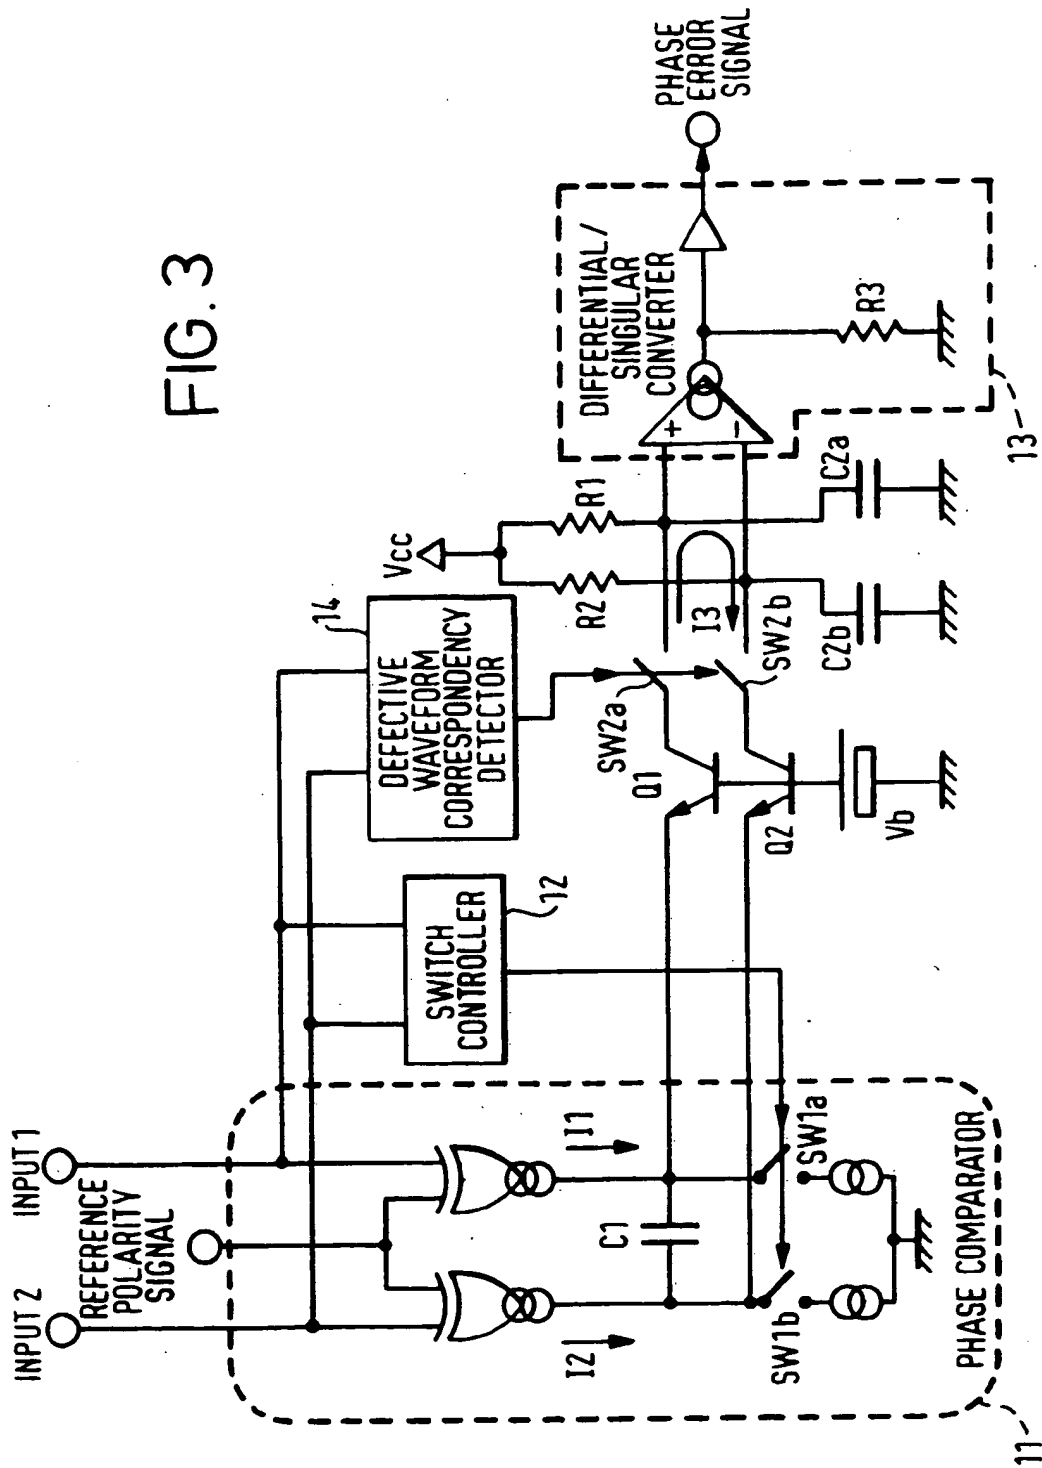 FIG. 3
INPUT 1
INPUT 2
REFERENCE
POLARITY
SIGNAL
I1
I2
C1
SW1a
SW1b
PHASE COMPARATOR
11
SWITCH
CONTROLLER
12
DEFECTIVE
WAVEFORM
CORRESPONDENCY
DETECTOR
14
Q1
Q2
Vb
SW2a
SW2b
I3
Vcc
R1
R2
C2a
C2b
DIFFERENTIAL/
SINGULAR
CONVERTER
+
−
R3
13
PHASE
ERROR
SIGNAL